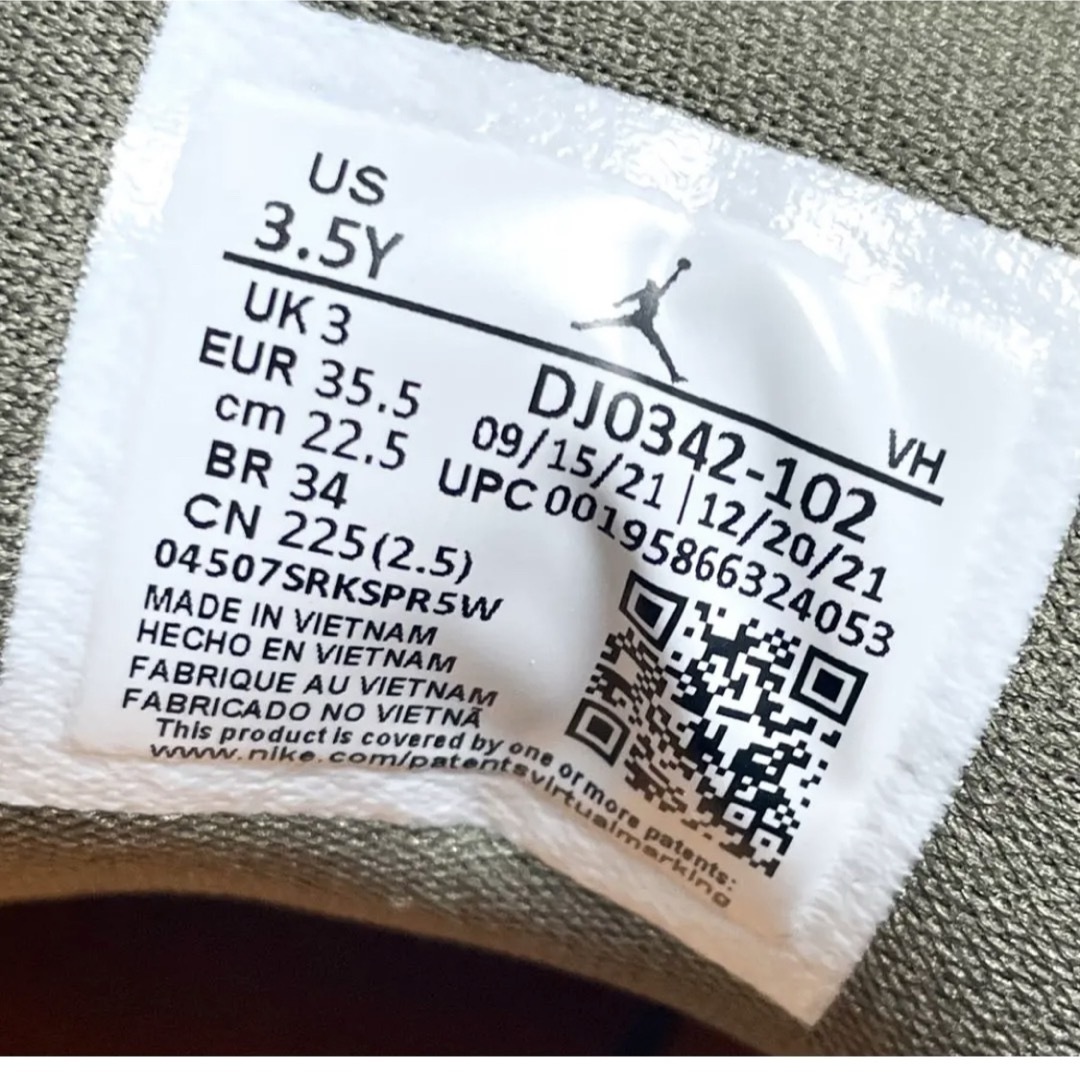 US
3.5Y
VH
UK 3
EUR 35.5
cm 22.5
BR 34
CN 225(2.5)
DJ0342-102
09/15/21 | 12/20/21
UPC 00195866324053
04507SRKSPR5W
MADE IN VIETNAM
HECHO EN VIETNAM
FABRIQUE AU VIETNAM
FABRICADO NO VIETNÃ
This product is covered by one or more patents:
www.nike.com/patentsvirtualmarking